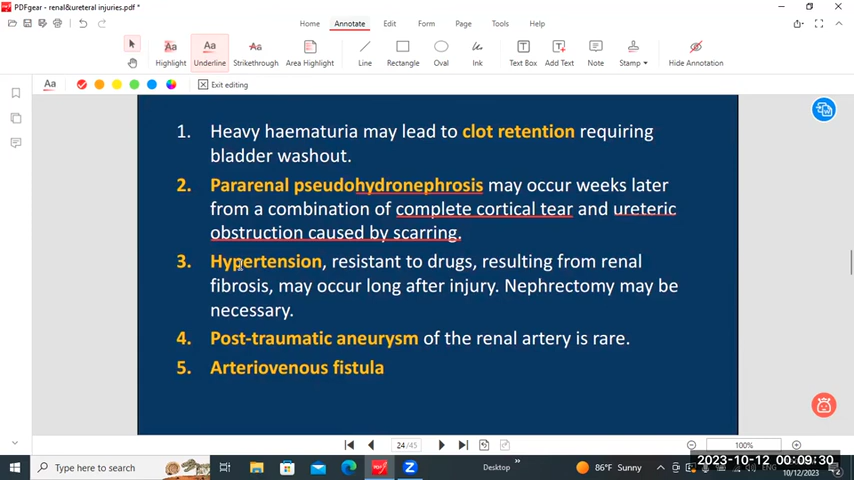 PDFgear - renal&ureteral injuries.pdf *
Home
Annotate
Edit
Form
Page
Tools
Highlight
Underline
Strikethrough
Area Highlight
Line
Rectangle
Oval
Ink
Text Box
Add Text
Note
Stamp
Hide Annotation
Exit editing
1. Heavy haematuria may lead to clot retention requiring
bladder washout.
2. Pararenal pseudohydronephrosis may occur weeks later
from a combination of complete cortical tear and ureteric
obstruction caused by scarring.
3. Hypertension, resistant to drugs, resulting from renal
fibrosis, may occur long after injury. Nephrectomy may be
necessary.
4. Post-traumatic aneurysm of the renal artery is rare.
5. Arteriovenous fistula
24/45
100%
Type here to search
Desktop
86°F Sunny
2023-10-12 00:09:30
10/12/2023